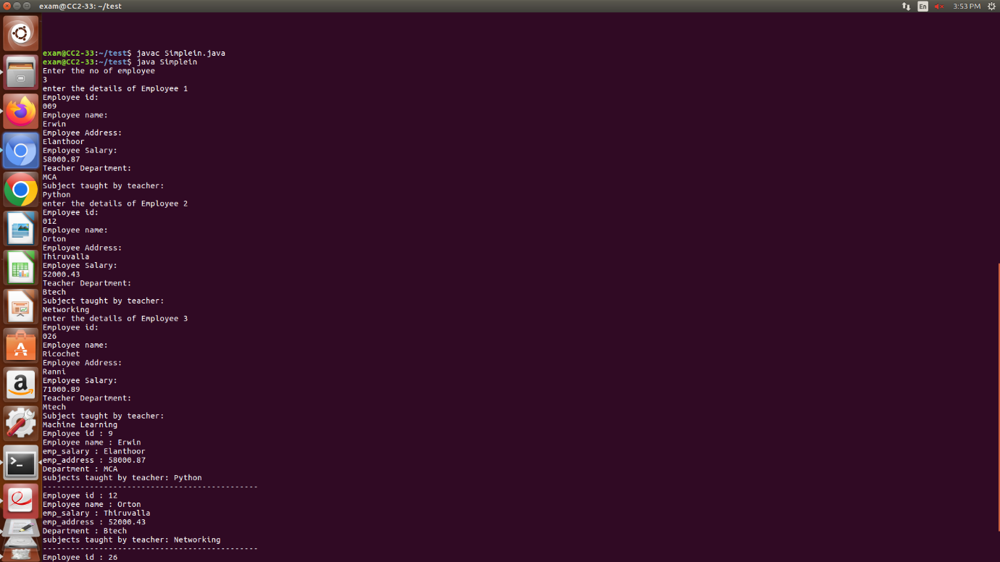 exam@CC2-33: ~/test
En
3:53 PM
exam@CC2-33:~/test$ javac Simplein.java
exam@CC2-33:~/test$ java Simplein
Enter the no of employee
3
enter the details of Employee 1
Employee id:
009
Employee name:
Erwin
Employee Address:
Elanthoor
Employee Salary:
58000.87
Teacher Department:
MCA
Subject taught by teacher:
Python
enter the details of Employee 2
Employee id:
012
Employee name:
Orton
Employee Address:
Thiruvalla
Employee Salary:
52000.43
Teacher Department:
Btech
Subject taught by teacher:
Networking
enter the details of Employee 3
Employee id:
026
Employee name:
Ricochet
Employee Address:
Ranni
Employee Salary:
71000.89
Teacher Department:
Mtech
Subject taught by teacher:
Machine Learning
Employee id : 9
Employee name : Erwin
emp_salary : Elanthoor
emp_address : 58000.87
Department : MCA
subjects taught by teacher: Python
----------------------------------------------
Employee id : 12
Employee name : Orton
emp_salary : Thiruvalla
emp_address : 52000.43
Department : Btech
subjects taught by teacher: Networking
----------------------------------------------
Employee id : 26